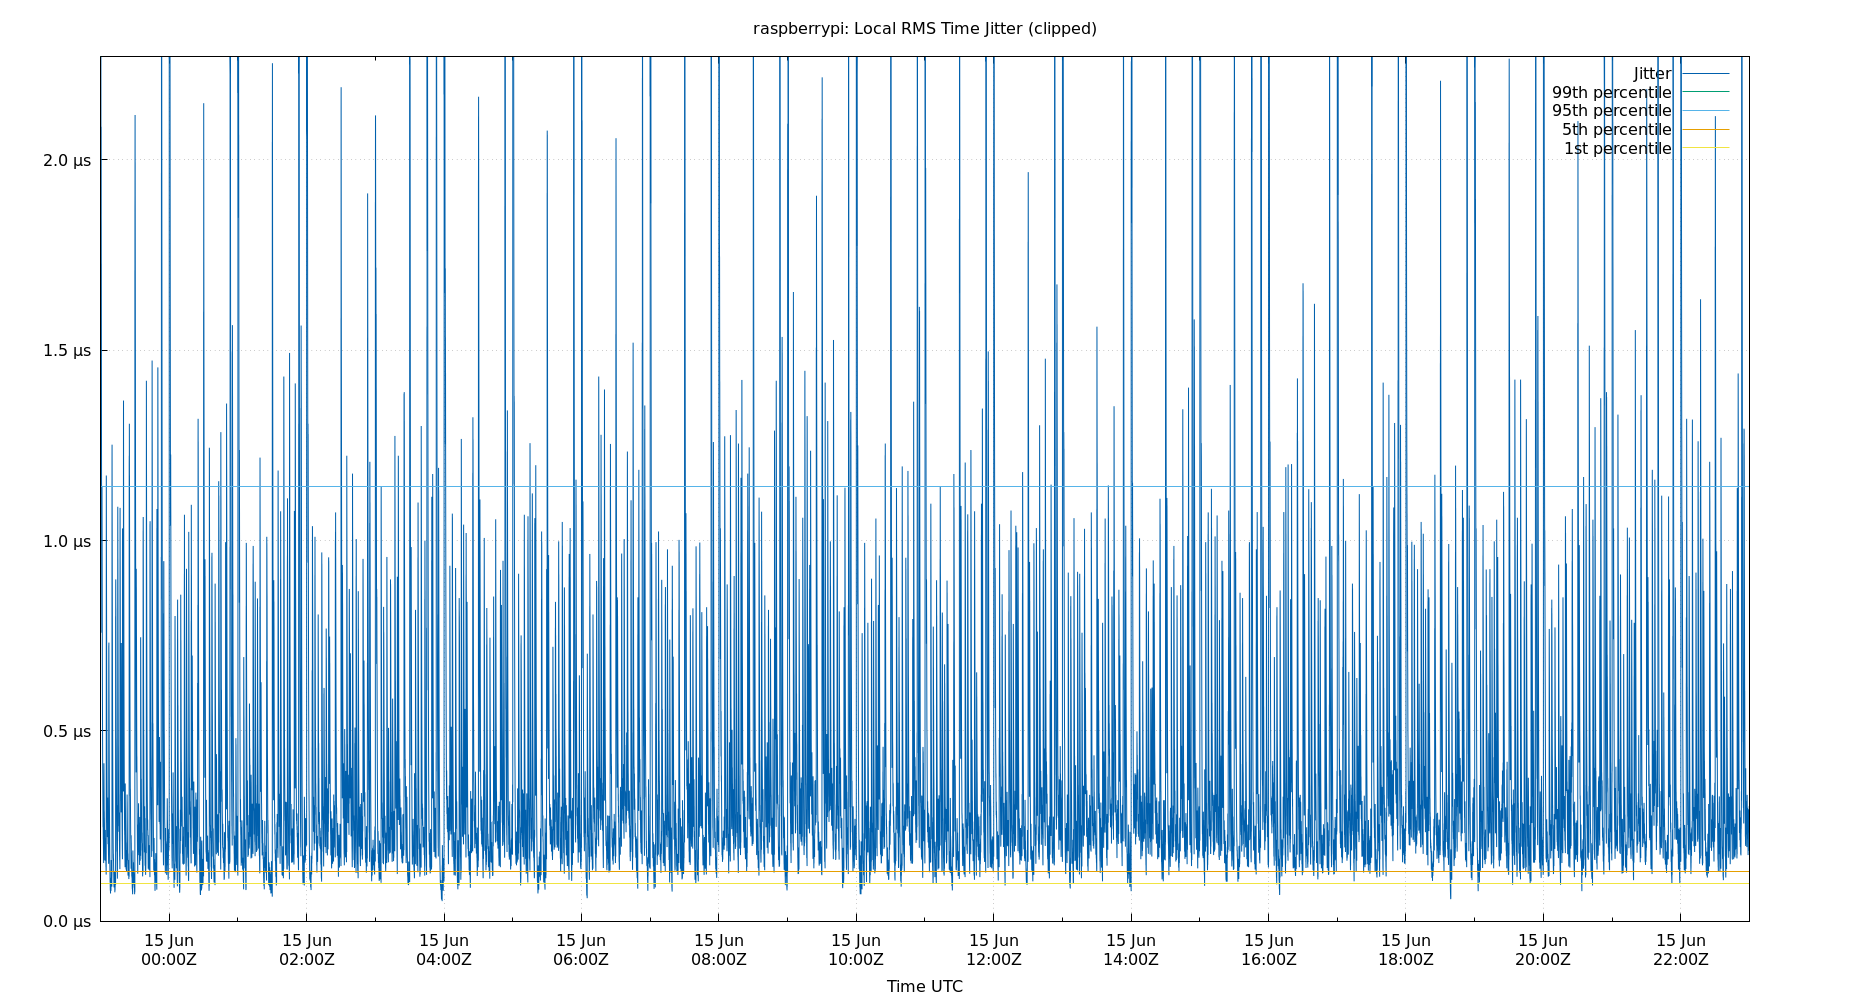 raspberrypi: Local RMS Time Jitter (clipped)
Jitter
99th percentile
95th percentile
5th percentile
1st percentile
2.0 µs
1.5 µs
1.0 µs
0.5 µs
0.0 µs
15 Jun 15 Jun 15 Jun 15 Jun 15 Jun 15 Jun 15 Jun 15 Jun 15 Jun 15 Jun 15 Jun 15 Jun
00:00Z 02:00Z 04:00Z 06:00Z 08:00Z 10:00Z 12:00Z 14:00Z 16:00Z 18:00Z 20:00Z 22:00Z
Time UTC